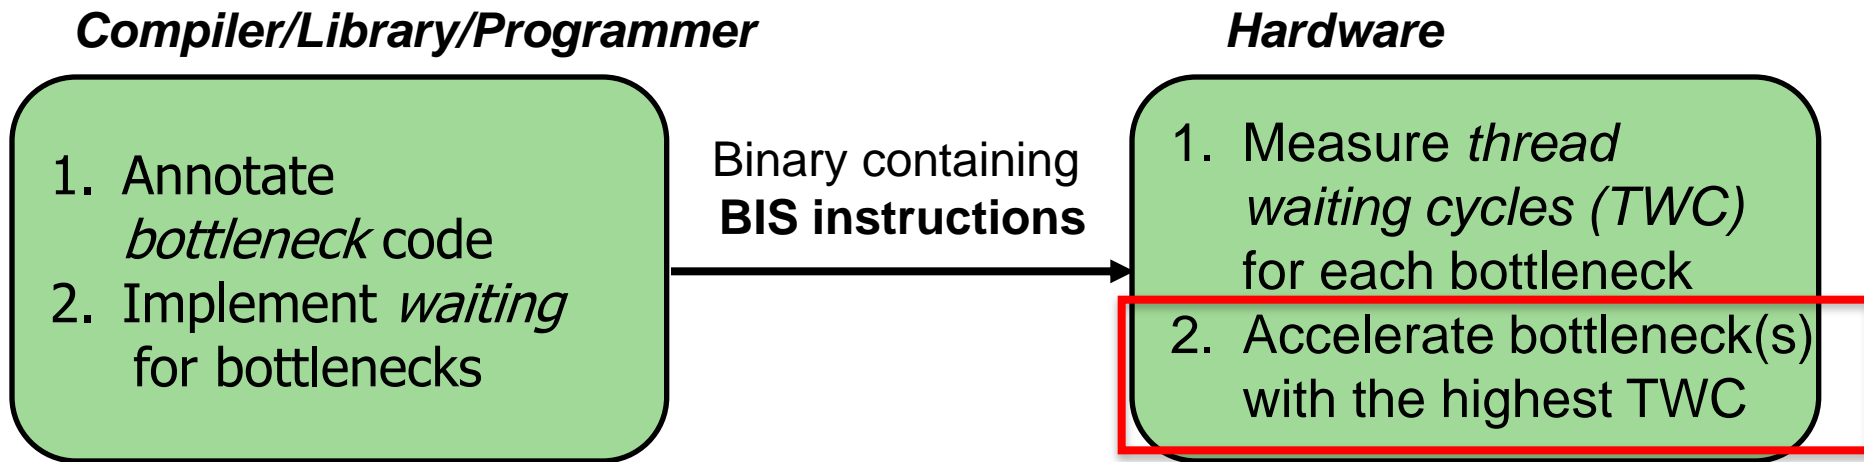 Compiler/Library/Programmer
Hardware
1. Annotate
bottleneck code
2. Implement waiting
for bottlenecks
Binary containing
BIS instructions
1. Measure thread
waiting cycles (TWC)
for each bottleneck
2. Accelerate bottleneck(s)
with the highest TWC